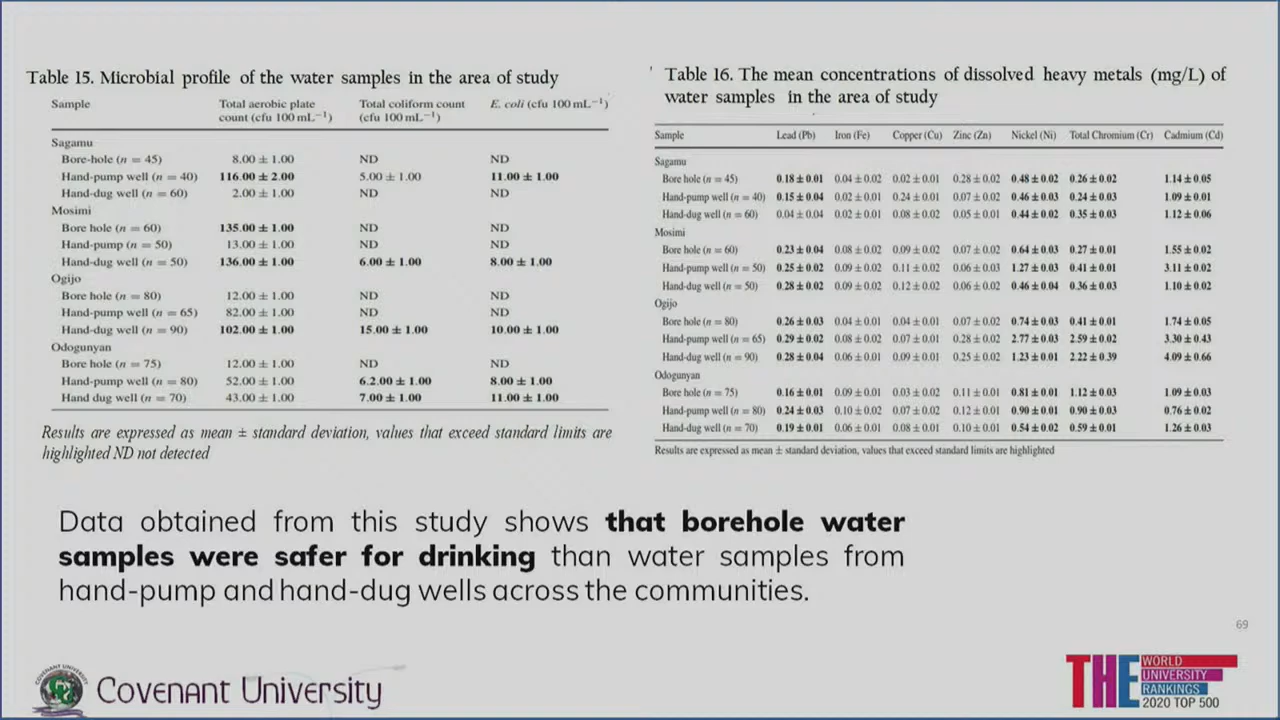 Table 15. Microbial profile of the water samples in the area of study
Sample Total aerobic plate count (cfu 100 mL⁻¹) Total coliform count (cfu 100 mL⁻¹) E. coli (cfu 100 mL⁻¹)
Sagamu
Bore-hole (n = 45) 8.00 ± 1.00 ND ND
Hand-pump well (n = 40) 116.00 ± 2.00 5.00 ± 1.00 11.00 ± 1.00
Hand-dug well (n = 60) 2.00 ± 1.00 ND ND
Mosimi
Bore hole (n = 60) 135.00 ± 1.00 ND ND
Hand-pump (n = 50) 13.00 ± 1.00 ND ND
Hand-dug well (n = 50) 136.00 ± 1.00 6.00 ± 1.00 8.00 ± 1.00
Ogijo
Bore hole (n = 80) 12.00 ± 1.00 ND ND
Hand-pump well (n = 65) 82.00 ± 1.00 ND ND
Hand-dug well (n = 90) 102.00 ± 1.00 15.00 ± 1.00 10.00 ± 1.00
Odogunyan
Bore hole (n = 75) 12.00 ± 1.00 ND ND
Hand-pump well (n = 80) 52.00 ± 1.00 6.2.00 ± 1.00 8.00 ± 1.00
Hand dug well (n = 70) 43.00 ± 1.00 7.00 ± 1.00 11.00 ± 1.00
Results are expressed as mean ± standard deviation, values that exceed standard limits are
highlighted ND not detected
Table 16. The mean concentrations of dissolved heavy metals (mg/L) of
water samples in the area of study
Sample Lead (Pb) Iron (Fe) Copper (Cu) Zinc (Zn) Nickel (Ni) Total Chromium (Cr) Cadmium (Cd)
Sagamu
Bore hole (n = 45) 0.18 ± 0.01 0.04 ± 0.02 0.02 ± 0.01 0.28 ± 0.02 0.48 ± 0.02 0.26 ± 0.02 1.14 ± 0.05
Hand-pump well (n = 40) 0.15 ± 0.04 0.02 ± 0.01 0.24 ± 0.01 0.07 ± 0.02 0.46 ± 0.03 0.24 ± 0.03 1.09 ± 0.01
Hand-dug well (n = 60) 0.04 ± 0.04 0.02 ± 0.01 0.08 ± 0.02 0.05 ± 0.01 0.44 ± 0.02 0.35 ± 0.03 1.12 ± 0.06
Mosimi
Bore hole (n = 60) 0.23 ± 0.04 0.08 ± 0.02 0.09 ± 0.02 0.07 ± 0.02 0.64 ± 0.03 0.27 ± 0.01 1.55 ± 0.02
Hand-pump well (n = 50) 0.25 ± 0.02 0.09 ± 0.02 0.11 ± 0.02 0.06 ± 0.03 1.27 ± 0.03 0.41 ± 0.01 3.11 ± 0.02
Hand-dug well (n = 50) 0.28 ± 0.02 0.09 ± 0.02 0.12 ± 0.02 0.06 ± 0.02 0.46 ± 0.04 0.36 ± 0.03 1.10 ± 0.02
Ogijo
Bore hole (n = 80) 0.26 ± 0.03 0.04 ± 0.01 0.04 ± 0.01 0.07 ± 0.02 0.74 ± 0.03 0.41 ± 0.01 1.74 ± 0.05
Hand-pump well (n = 65) 0.29 ± 0.02 0.08 ± 0.02 0.07 ± 0.01 0.28 ± 0.02 2.77 ± 0.03 2.59 ± 0.02 3.30 ± 0.43
Hand-dug well (n = 90) 0.28 ± 0.04 0.06 ± 0.01 0.09 ± 0.01 0.25 ± 0.02 1.23 ± 0.01 2.22 ± 0.39 4.09 ± 0.66
Odogunyan
Bore hole (n = 75) 0.16 ± 0.01 0.09 ± 0.01 0.03 ± 0.02 0.11 ± 0.01 0.81 ± 0.01 1.12 ± 0.03 1.09 ± 0.03
Hand-pump well (n = 80) 0.24 ± 0.03 0.10 ± 0.02 0.07 ± 0.02 0.12 ± 0.01 0.90 ± 0.01 0.90 ± 0.03 0.76 ± 0.02
Hand-dug well (n = 70) 0.19 ± 0.01 0.06 ± 0.01 0.08 ± 0.01 0.10 ± 0.01 0.54 ± 0.02 0.59 ± 0.01 1.26 ± 0.03
Results are expressed as mean ± standard deviation, values that exceed standard limits are highlighted
Data obtained from this study shows that borehole water
samples were safer for drinking than water samples from
hand-pump and hand-dug wells across the communities.
69
Covenant University
THE WORLD
UNIVERSITY
RANKINGS
2020 TOP 500